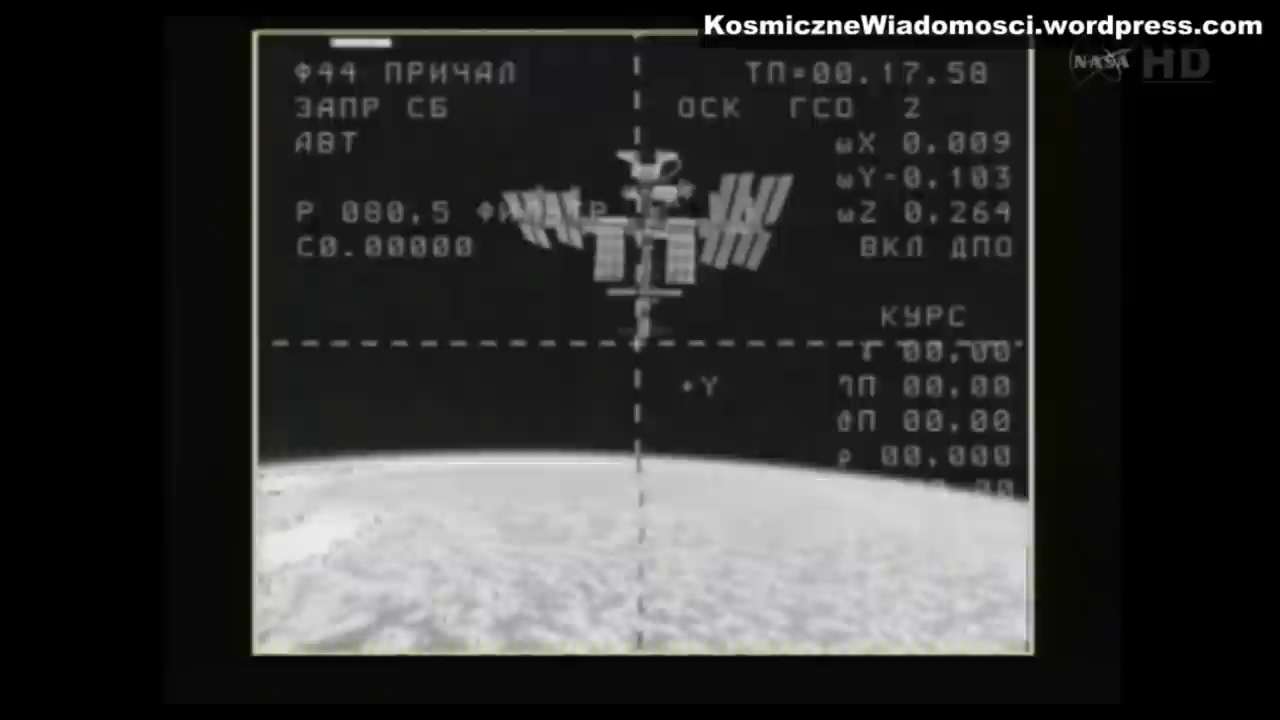 KosmiczneWiadomosci.wordpress.com
NASA HD
Ф44 ПРИЧАЛ ТП=00.17.58
ЗАПР СБ ОСК ГСО 2
АВТ ωX 0.009
ωY-0.103
Р 080.5 ФИЛЬТР ωZ 0.264
С0.00000 ВКЛ ДПО
КУРС
00.00
+Y П 00.00
П 00.00
ρ 00.000